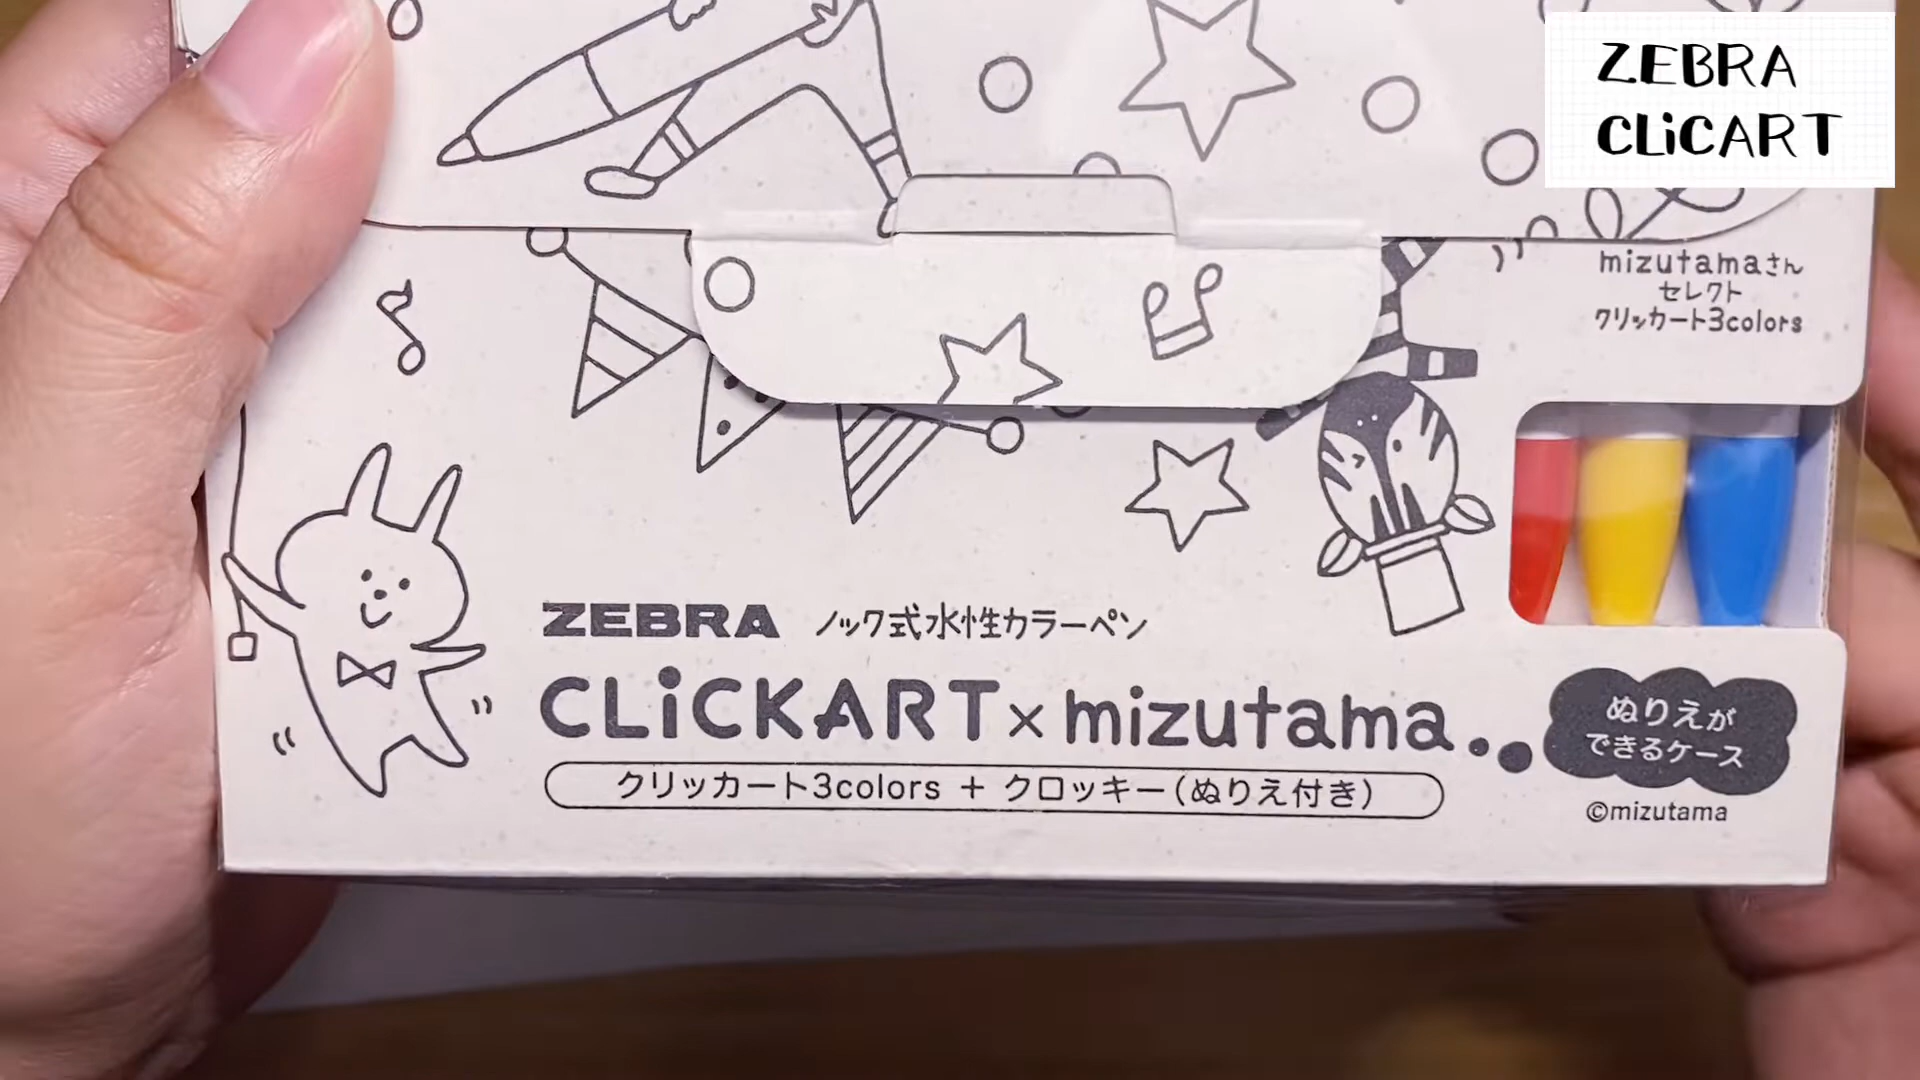 ZEBRA
CLiCART
mizutamaさん
セレクト
クリッカート3colors
ZEBRA ノック式水性カラーペン
CLiCKART×mizutama..
クリッカート3colors + クロッキー(ぬりえ付き)
ぬりえが
できるケース
©mizutama